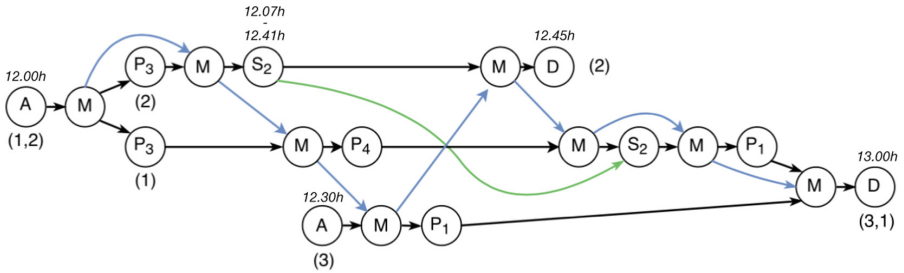 12.07h
-
12.41h
12.45h
P3
M
S2
M
D
(2)
12.00h
A
M
(2)
(1,2)
P3
M
P4
M
S2
M
P1
(1)
13.00h
M
D
12.30h
(3,1)
A
M
P1
(3)